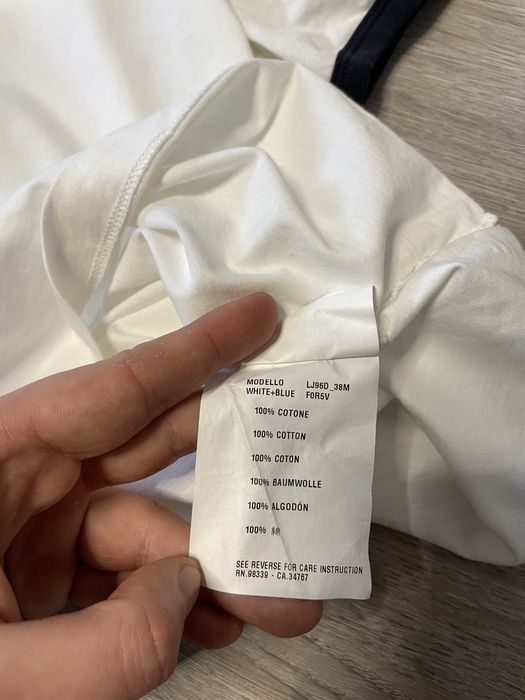 MODELLO LJ96D_38M
WHITE+BLUE F0R5V
100% COTONE
100% COTTON
100% COTON
100% BAUMWOLLE
100% ALGODÓN
100%
SEE REVERSE FOR CARE INSTRUCTION
RN.98339 - CA.34767